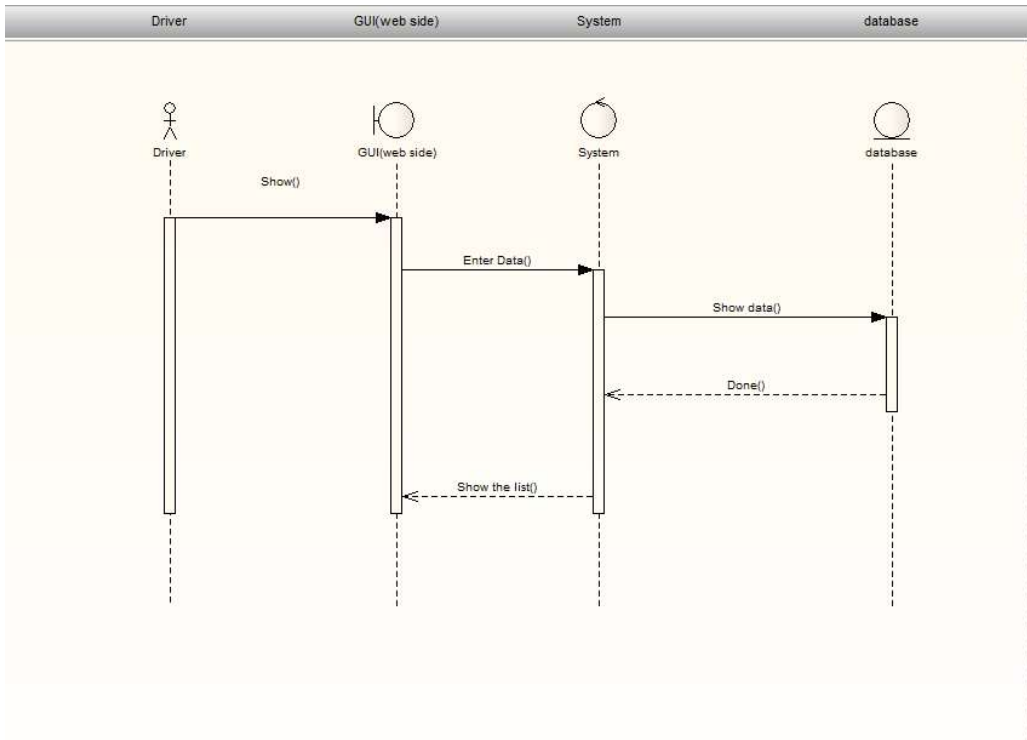 Driver GUI(web side) System database
Driver GUI(web side) System database
Show()
Enter Data()
Show data()
Done()
Show the list()